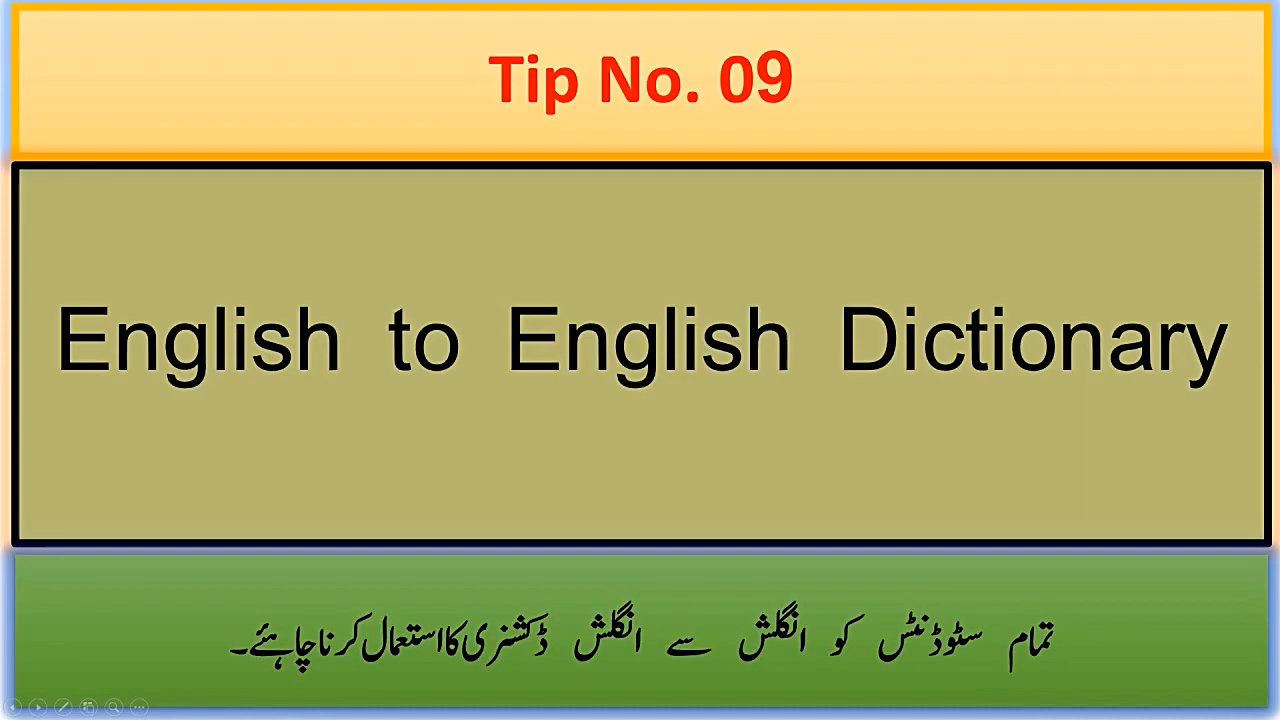 Tip No. 09
English to English Dictionary
تمام سٹوڈنٹس کو انگلش سے انگلش ڈکشنری کا استعمال کرنا چاہئے۔